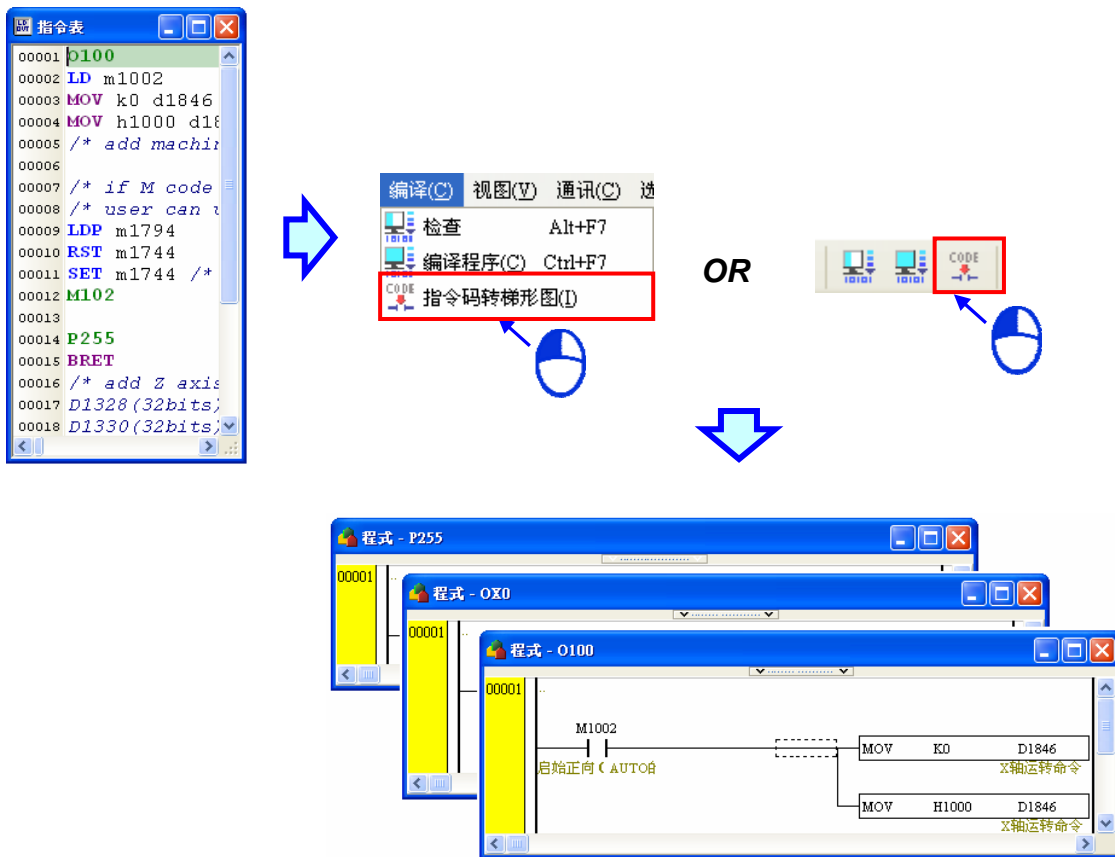 指令表
00001 O100
00002 LD m1002
00003 MOV k0 d1846
00004 MOV h1000 d18
00005 /* add machin
00006
00007 /* if M code
00008 /* user can
00009 LDP m1794
00010 RST m1744
00011 SET m1744 /*
00012 M102
00013
00014 P255
00015 BRET
00016 /* add Z axis
00017 D1328(32bits)
00018 D1330(32bits)
编译(C) 视图(V) 通讯(C) 选
检查 Alt+F7
编译程序(C) Ctrl+F7
CODE 指令码转梯形图(I)
OR
CODE
程式 - P255
00001
程式 - OX0
00001
程式 - O100
00001
M1002
MOV K0 D1846
启始正向( AUTO自
X轴运转命令
MOV H1000 D1846
X轴运转命令